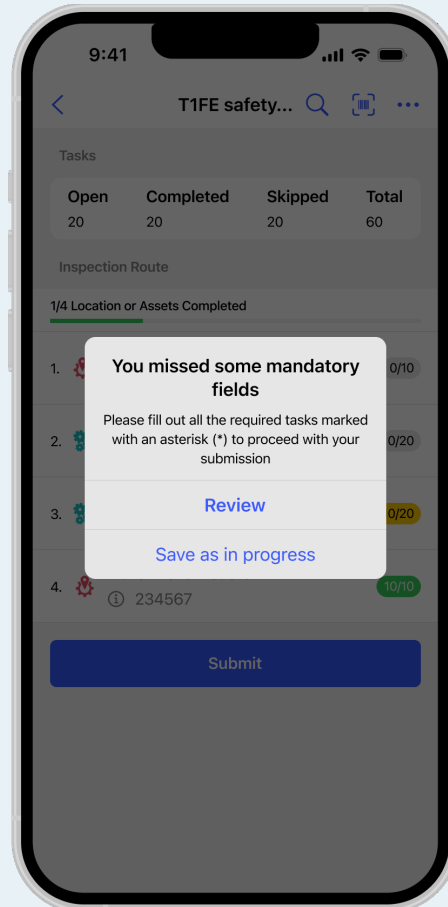 9:41
T1FE safety...
Tasks
Open Completed Skipped Total
20 20 20 60
Inspection Route
1/4 Location or Assets Completed
1. 0/10
You missed some mandatory
fields
Please fill out all the required tasks marked
with an asterisk (*) to proceed with your
submission
2. 0/20
Review
3. 0/20
Save as in progress
4. 10/10
234567
Submit